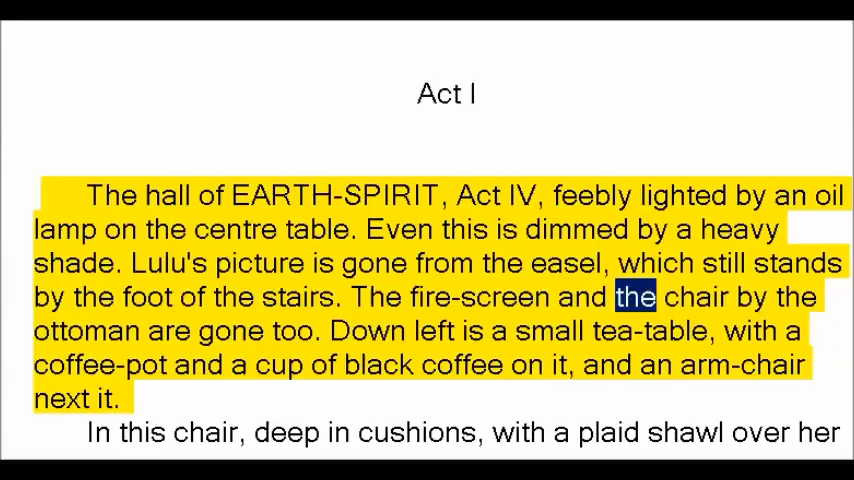 Act I
The hall of EARTH-SPIRIT, Act IV, feebly lighted by an oil
lamp on the centre table. Even this is dimmed by a heavy
shade. Lulu's picture is gone from the easel, which still stands
by the foot of the stairs. The fire-screen and the chair by the
ottoman are gone too. Down left is a small tea-table, with a
coffee-pot and a cup of black coffee on it, and an arm-chair
next it.
In this chair, deep in cushions, with a plaid shawl over her